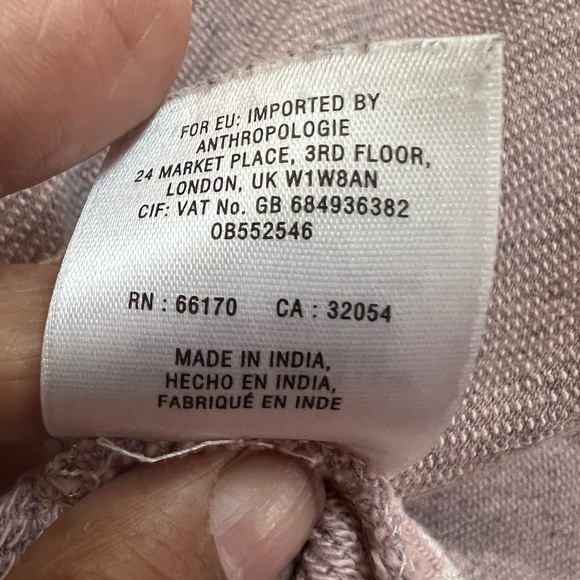 FOR EU: IMPORTED BY
ANTHROPOLOGIE
24 MARKET PLACE, 3RD FLOOR,
LONDON, UK W1W8AN
CIF: VAT No. GB 684936382
OB552546
RN : 66170 CA : 32054
MADE IN INDIA,
HECHO EN INDIA,
FABRIQUÉ EN INDE